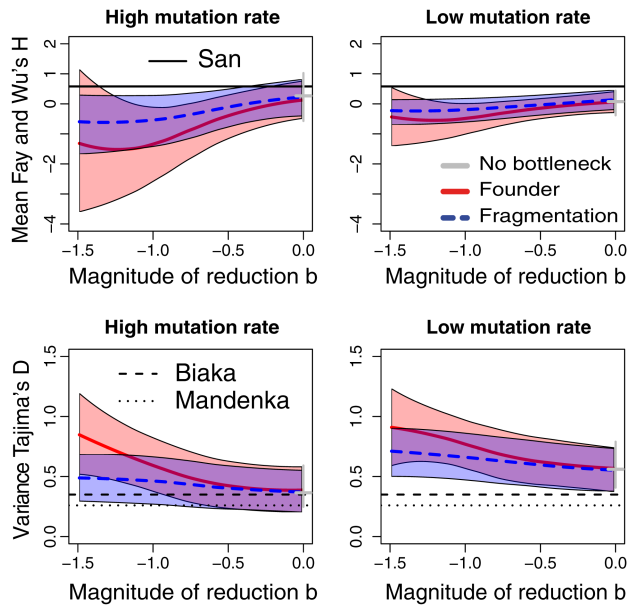 High mutation rate
Low mutation rate
Mean Fay and Wu's H
2
1
0
−2
−4
San
−1.5 −1.0 −0.5 0.0
Magnitude of reduction b
2
1
0
−2
−4
No bottleneck
Founder
Fragmentation
−1.5 −1.0 −0.5 0.0
Magnitude of reduction b
High mutation rate
Low mutation rate
Variance Tajima's D
1.5
1.0
0.5
0.0
Biaka
Mandenka
−1.5 −1.0 −0.5 0.0
Magnitude of reduction b
1.5
1.0
0.5
0.0
−1.5 −1.0 −0.5 0.0
Magnitude of reduction b